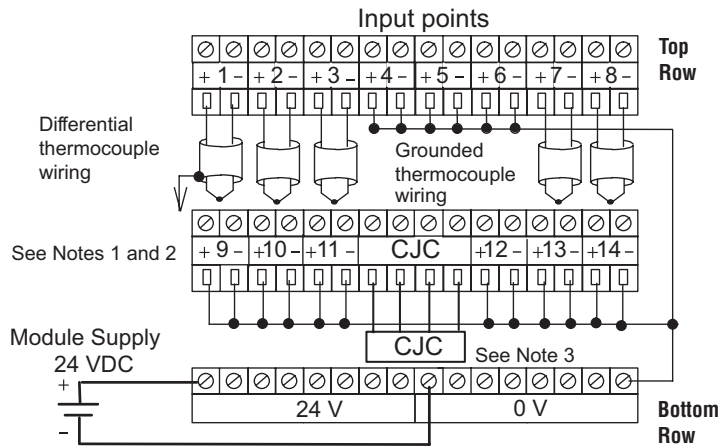 Input points
Top
Row
+ 1 - + 2 - + 3 - + 4 - + 5 - + 6 - + 7 - + 8 -
Differential
thermocouple
wiring
Grounded
thermocouple
wiring
See Notes 1 and 2
+ 9 - +10 - +11 - CJC +12 - +13 - +14 -
Module Supply
24 VDC
CJC
See Note 3
+
-
24 V 0 V
Bottom
Row